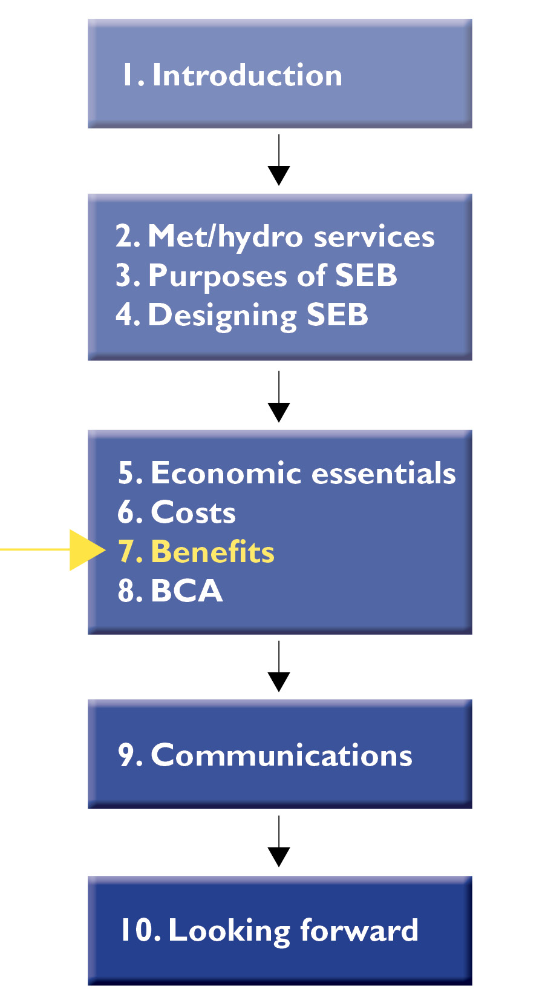 1. Introduction
2. Met/hydro services
3. Purposes of SEB
4. Designing SEB
5. Economic essentials
6. Costs
7. Benefits
8. BCA
9. Communications
10. Looking forward